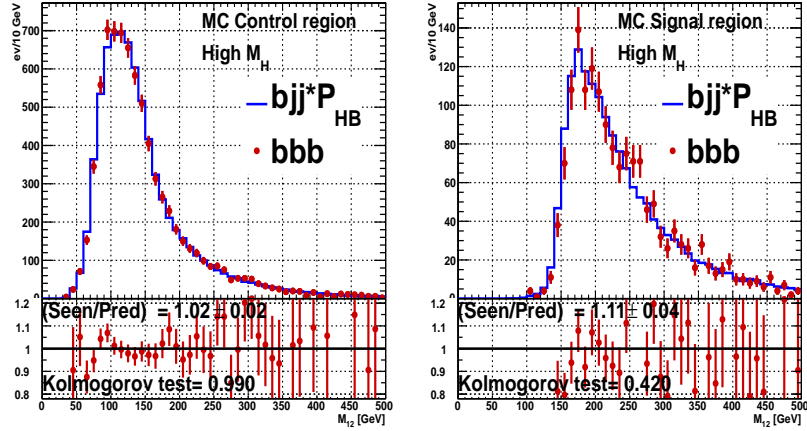 MC Control region
High M_H
bjj*P_HB
bbb
ev/10 GeV
700
600
500
400
300
200
100
0
(Seen/Pred) = 1.02 ± 0.02
Kolmogorov test= 0.990
1.2
1.1
1
0.9
0.8
0 50 100 150 200 250 300 350 400 450 500
M_12 [GeV]
MC Signal region
High M_H
bjj*P_HB
bbb
ev/10 GeV
140
120
100
80
60
40
20
0
(Seen/Pred) = 1.11 ± 0.04
Kolmogorov test= 0.420
1.2
1.1
1
0.9
0.8
0 50 100 150 200 250 300 350 400 450 500
M_12 [GeV]